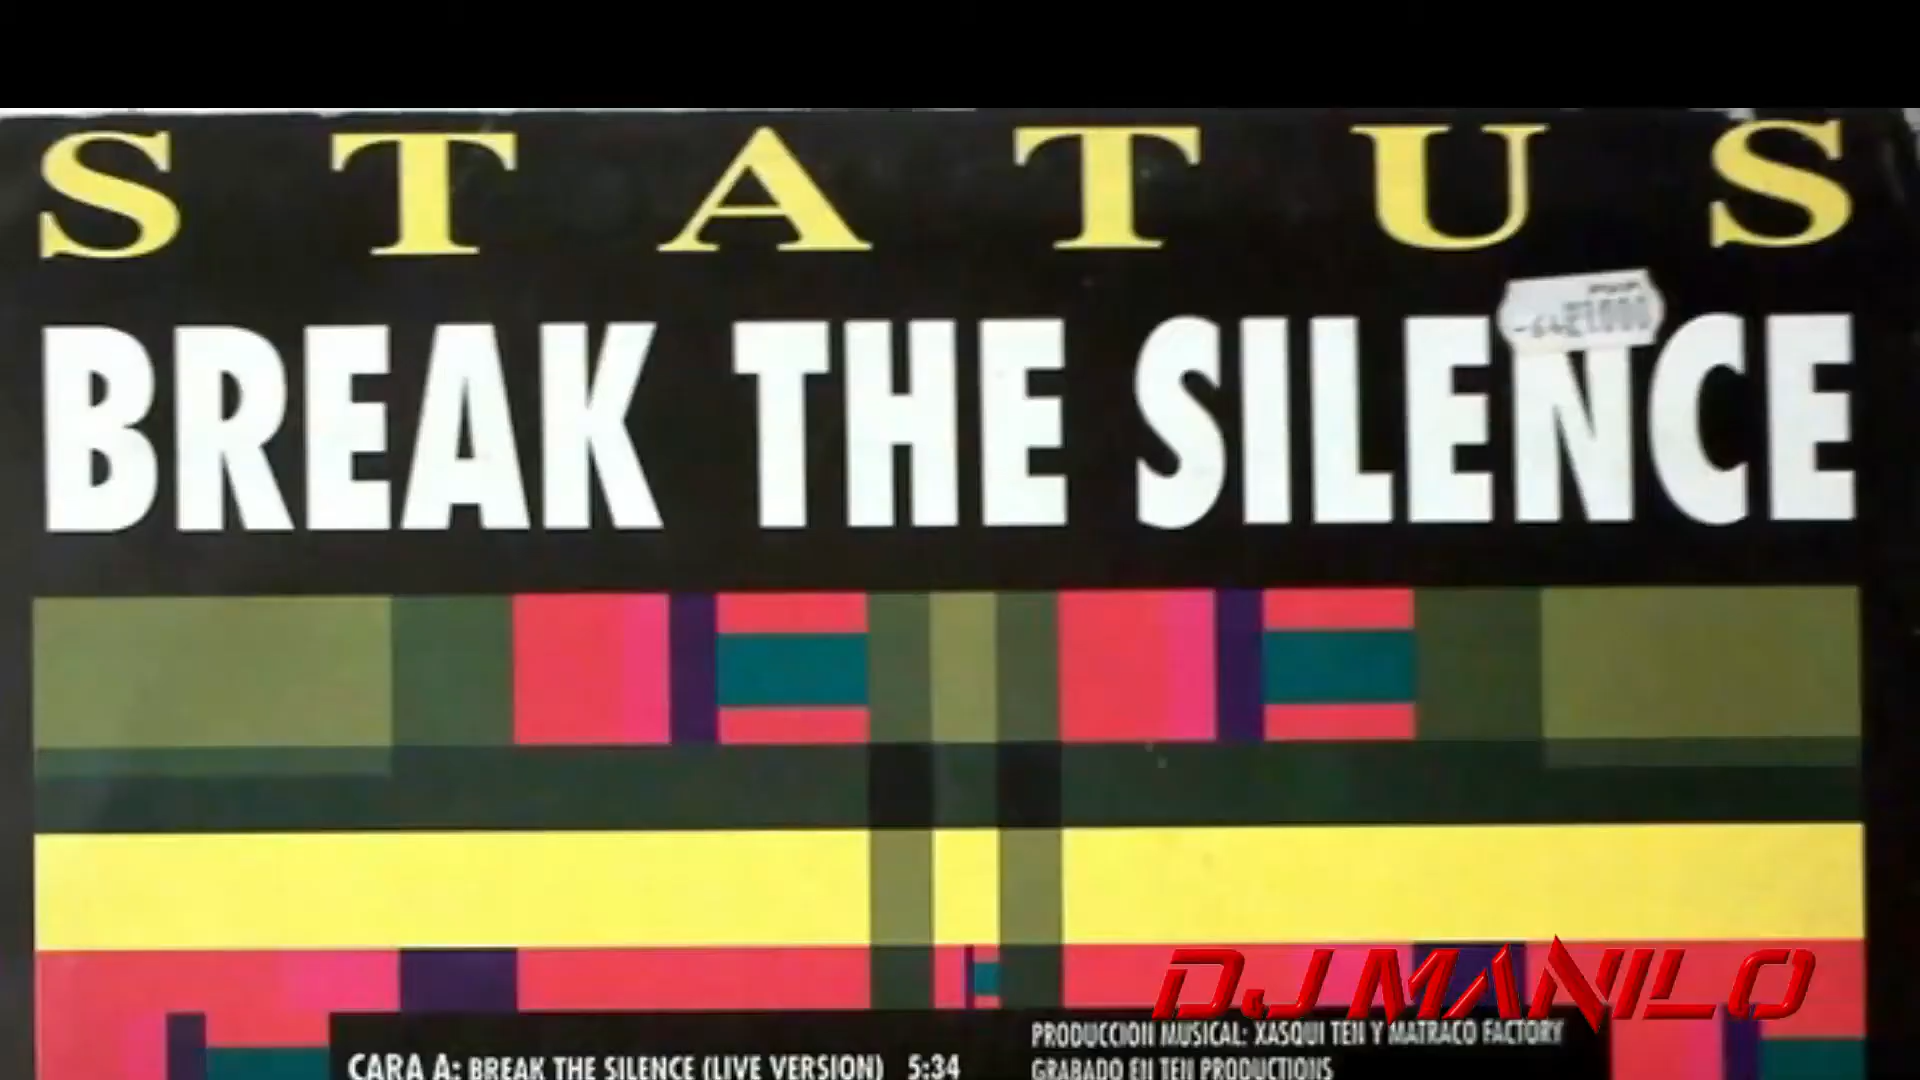 STATUS
BREAK THE SILENCE
DJ MANILO
PRODUCCION MUSICAL: XASQUI TEN Y MATRACO FACTORY
CARA A: BREAK THE SILENCE (LIVE VERSION) 5:34
GRABADO EN TEN PRODUCTIONS